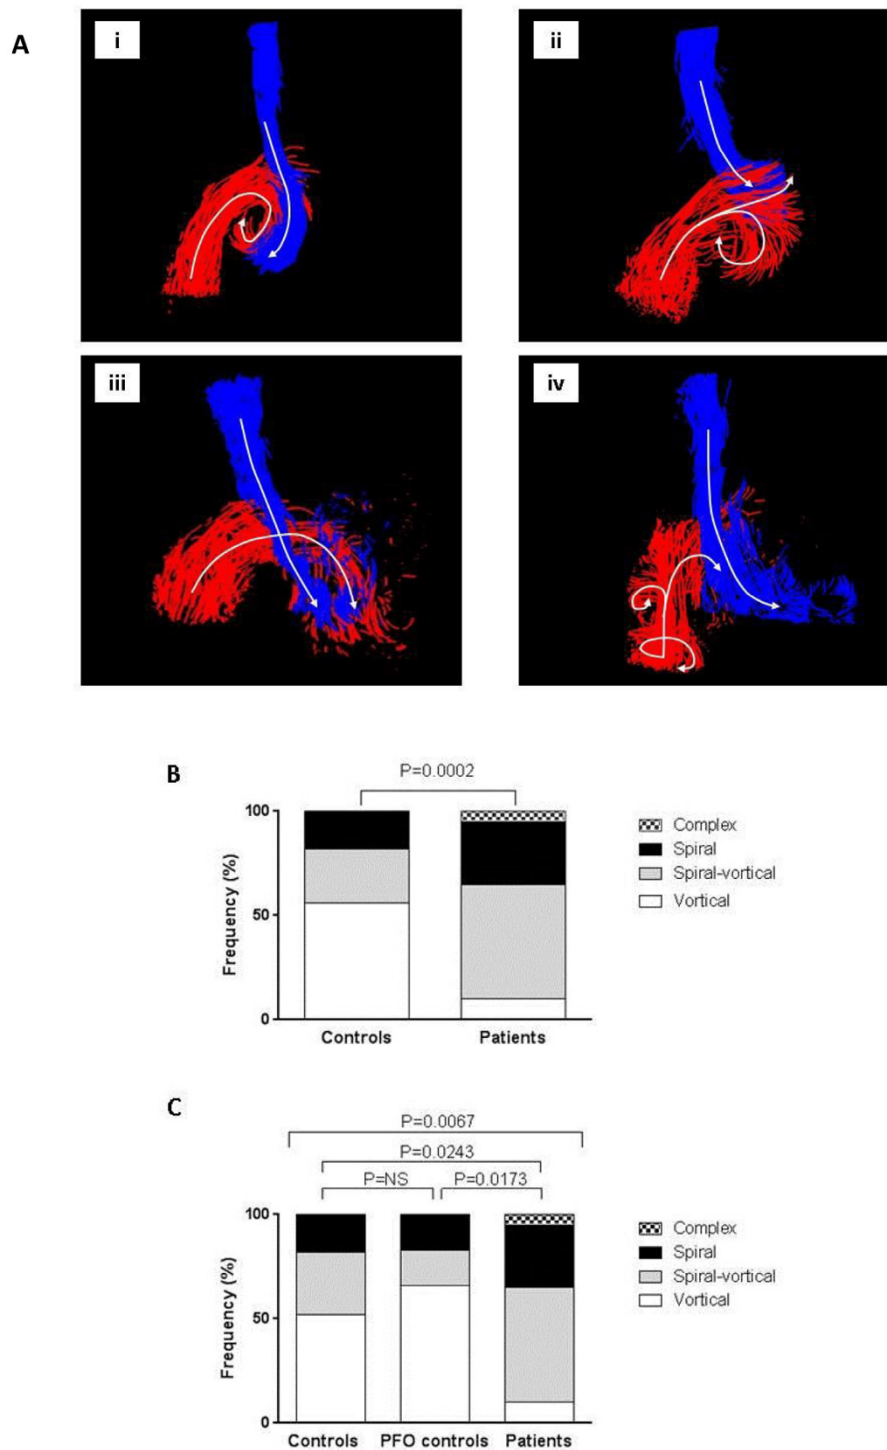 A
i
ii
iii
iv
B
P=0.0002
100
50
0
Frequency (%)
Controls
Patients
Complex
Spiral
Spiral-vortical
Vortical
C
P=0.0067
P=0.0243
P=NS
P=0.0173
100
50
0
Frequency (%)
Controls
PFO controls
Patients
Complex
Spiral
Spiral-vortical
Vortical